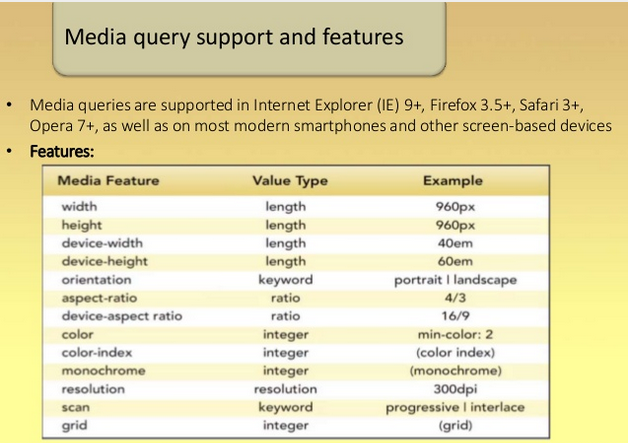 Media query support and features
• Media queries are supported in Internet Explorer (IE) 9+, Firefox 3.5+, Safari 3+,
Opera 7+, as well as on most modern smartphones and other screen-based devices
• Features:
Media Feature Value Type Example
width length 960px
height length 960px
device-width length 40em
device-height length 60em
orientation keyword portrait | landscape
aspect-ratio ratio 4/3
device-aspect ratio ratio 16/9
color integer min-color: 2
color-index integer (color index)
monochrome integer (monochrome)
resolution resolution 300dpi
scan keyword progressive | interlace
grid integer (grid)